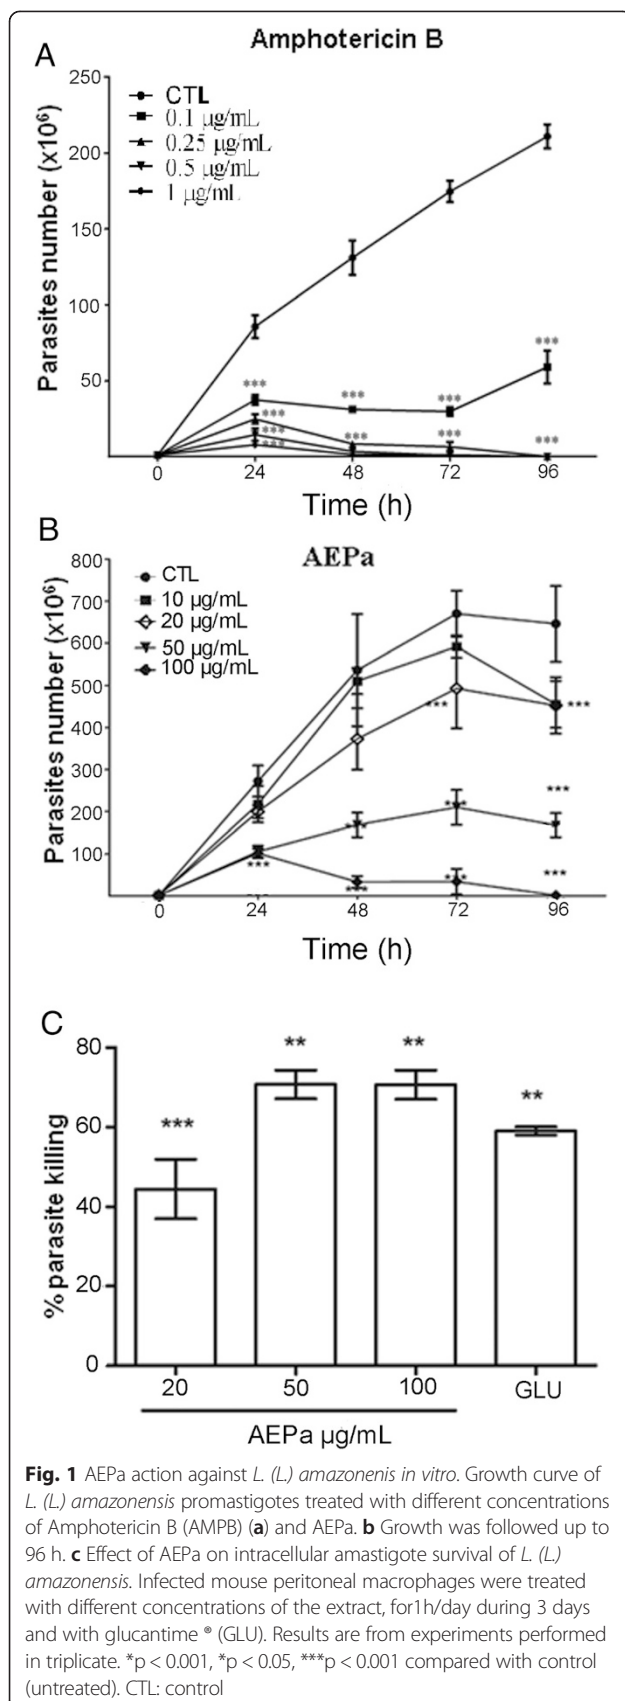 A
Amphotericin B
Parasites number (x10⁶)
250
200
150
100
50
CTL
0.1 µg/mL
0.25 µg/mL
0.5 µg/mL
1 µg/mL
***
***
***
***
***
***
***
***
***
0
24
48
72
96
Time (h)
B
AEPa
Parasites number (x10⁶)
800
700
600
500
400
300
200
100
CTL
10 µg/mL
20 µg/mL
50 µg/mL
100 µg/mL
***
***
***
***
***
***
***
***
***
0
24
48
72
96
Time (h)
C
% parasite killing
80
60
40
20
0
***
**
**
**
20
50
100
GLU
AEPa µg/mL
Fig. 1 AEPa action against L. (L.) amazonenis in vitro. Growth curve of
L. (L.) amazonensis promastigotes treated with different concentrations
of Amphotericin B (AMPB) (a) and AEPa. b Growth was followed up to
96 h. c Effect of AEPa on intracellular amastigote survival of L. (L.)
amazonensis. Infected mouse peritoneal macrophages were treated
with different concentrations of the extract, for1h/day during 3 days
and with glucantime ® (GLU). Results are from experiments performed
in triplicate. *p < 0.001, *p < 0.05, ***p < 0.001 compared with control
(untreated). CTL: control